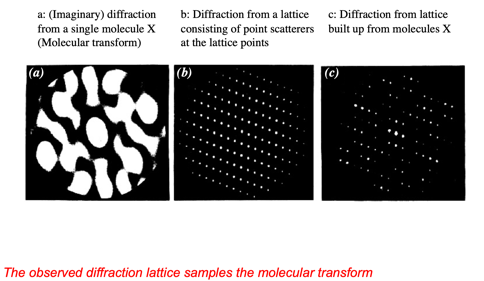 a: (Imaginary) diffraction
from a single molecule X
(Molecular transform)
b: Diffraction from a lattice
consisting of point scatterers
at the lattice points
c: Diffraction from lattice
built up from molecules X
(a)
(b)
(c)
The observed diffraction lattice samples the molecular transform